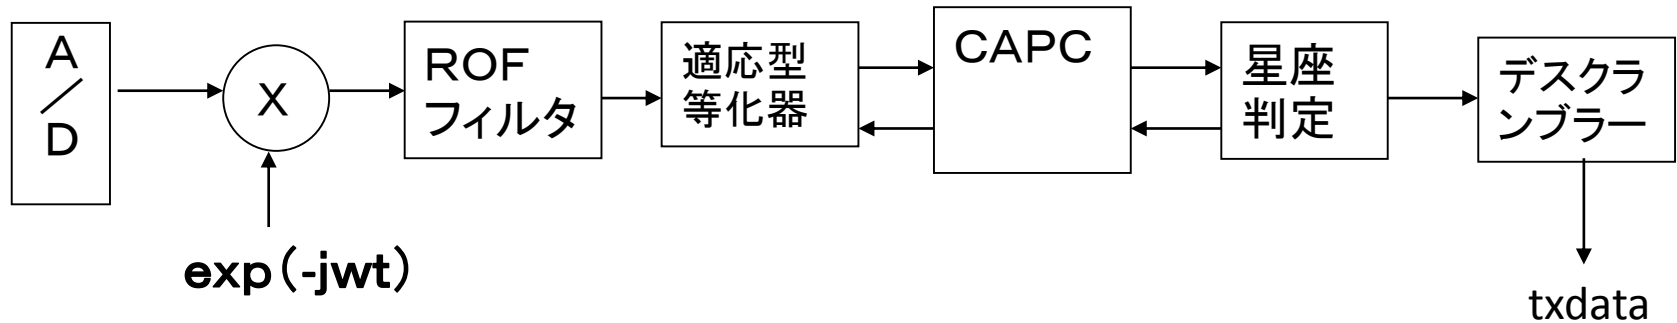 A
/
D
X
exp(-jwt)
ROF
フィルタ
適応型
等化器
CAPC
星座
判定
デスクラ
ンブラー
txdata